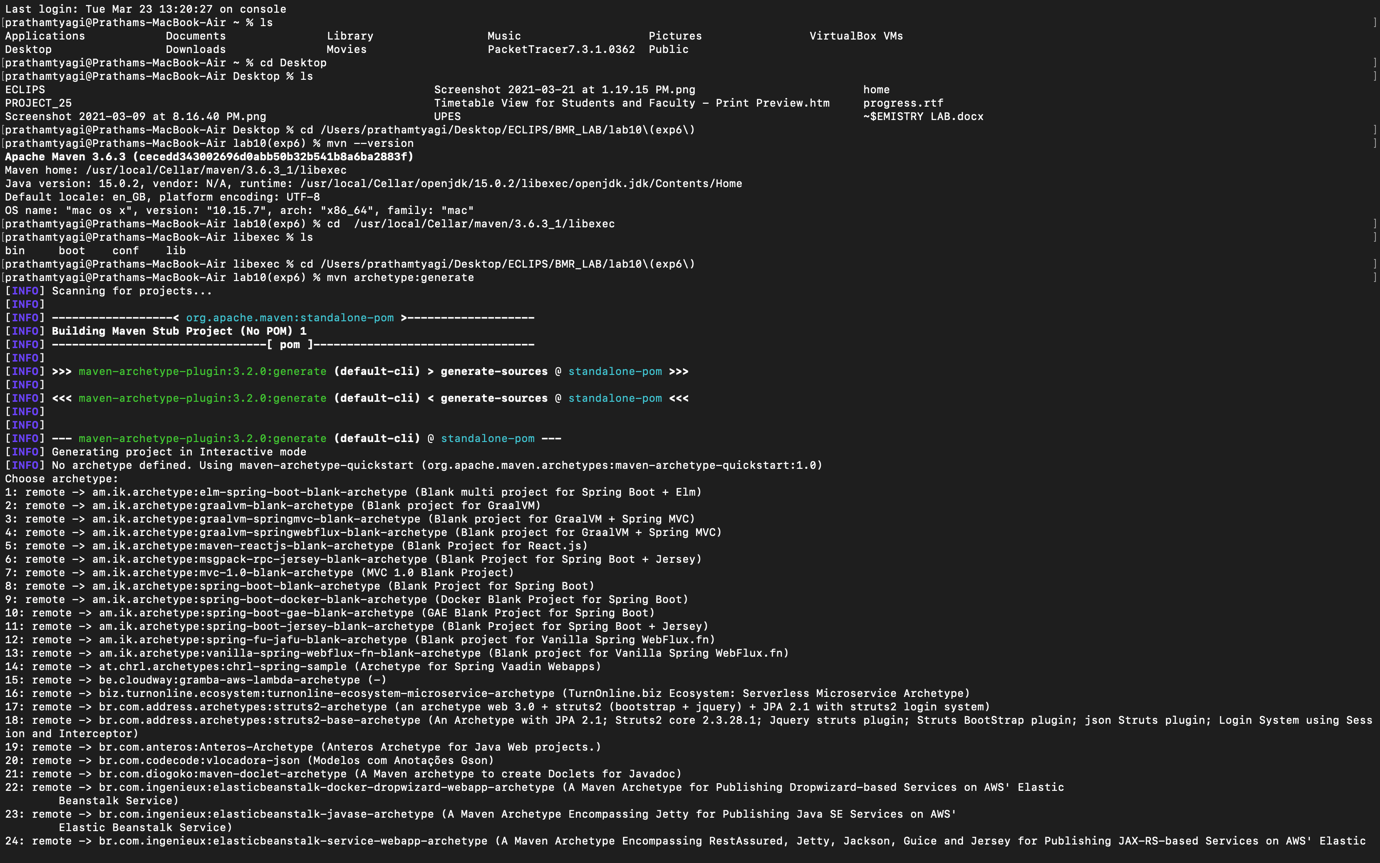 Last login: Tue Mar 23 13:20:27 on console
[prathamtyagi@Prathams-MacBook-Air ~ % ls ]
Applications Documents Library Music Pictures VirtualBox VMs
Desktop Downloads Movies PacketTracer7.3.1.0362 Public
[prathamtyagi@Prathams-MacBook-Air ~ % cd Desktop ]
[prathamtyagi@Prathams-MacBook-Air Desktop % ls ]
ECLIPS Screenshot 2021-03-21 at 1.19.15 PM.png home
PROJECT_25 Timetable View for Students and Faculty - Print Preview.htm progress.rtf
Screenshot 2021-03-09 at 8.16.40 PM.png UPES ~$EMISTRY LAB.docx
[prathamtyagi@Prathams-MacBook-Air Desktop % cd /Users/prathamtyagi/Desktop/ECLIPS/BMR_LAB/lab10\(exp6\) ]
[prathamtyagi@Prathams-MacBook-Air lab10(exp6) % mvn --version ]
Apache Maven 3.6.3 (cecedd343002696d0abb50b32b541b8a6ba2883f)
Maven home: /usr/local/Cellar/maven/3.6.3_1/libexec
Java version: 15.0.2, vendor: N/A, runtime: /usr/local/Cellar/openjdk/15.0.2/libexec/openjdk.jdk/Contents/Home
Default locale: en_GB, platform encoding: UTF-8
OS name: "mac os x", version: "10.15.7", arch: "x86_64", family: "mac"
[prathamtyagi@Prathams-MacBook-Air lab10(exp6) % cd  /usr/local/Cellar/maven/3.6.3_1/libexec ]
[prathamtyagi@Prathams-MacBook-Air libexec % ls ]
bin boot conf lib
[prathamtyagi@Prathams-MacBook-Air libexec % cd /Users/prathamtyagi/Desktop/ECLIPS/BMR_LAB/lab10\(exp6\) ]
[prathamtyagi@Prathams-MacBook-Air lab10(exp6) % mvn archetype:generate ]
[INFO] Scanning for projects...
[INFO]
[INFO] ------------------< org.apache.maven:standalone-pom >-------------------
[INFO] Building Maven Stub Project (No POM) 1
[INFO] --------------------------------[ pom ]---------------------------------
[INFO]
[INFO] >>> maven-archetype-plugin:3.2.0:generate (default-cli) > generate-sources @ standalone-pom >>>
[INFO]
[INFO] <<< maven-archetype-plugin:3.2.0:generate (default-cli) < generate-sources @ standalone-pom <<<
[INFO]
[INFO]
[INFO] --- maven-archetype-plugin:3.2.0:generate (default-cli) @ standalone-pom ---
[INFO] Generating project in Interactive mode
[INFO] No archetype defined. Using maven-archetype-quickstart (org.apache.maven.archetypes:maven-archetype-quickstart:1.0)
Choose archetype:
1: remote -> am.ik.archetype:elm-spring-boot-blank-archetype (Blank multi project for Spring Boot + Elm)
2: remote -> am.ik.archetype:graalvm-blank-archetype (Blank project for GraalVM)
3: remote -> am.ik.archetype:graalvm-springmvc-blank-archetype (Blank project for GraalVM + Spring MVC)
4: remote -> am.ik.archetype:graalvm-springwebflux-blank-archetype (Blank project for GraalVM + Spring MVC)
5: remote -> am.ik.archetype:maven-reactjs-blank-archetype (Blank Project for React.js)
6: remote -> am.ik.archetype:msgpack-rpc-jersey-blank-archetype (Blank Project for Spring Boot + Jersey)
7: remote -> am.ik.archetype:mvc-1.0-blank-archetype (MVC 1.0 Blank Project)
8: remote -> am.ik.archetype:spring-boot-blank-archetype (Blank Project for Spring Boot)
9: remote -> am.ik.archetype:spring-boot-docker-blank-archetype (Docker Blank Project for Spring Boot)
10: remote -> am.ik.archetype:spring-boot-gae-blank-archetype (GAE Blank Project for Spring Boot)
11: remote -> am.ik.archetype:spring-boot-jersey-blank-archetype (Blank Project for Spring Boot + Jersey)
12: remote -> am.ik.archetype:spring-fu-jafu-blank-archetype (Blank project for Vanilla Spring WebFlux.fn)
13: remote -> am.ik.archetype:vanilla-spring-webflux-fn-blank-archetype (Blank project for Vanilla Spring WebFlux.fn)
14: remote -> at.chrl.archetypes:chrl-spring-sample (Archetype for Spring Vaadin Webapps)
15: remote -> be.cloudway:gramba-aws-lambda-archetype (-)
16: remote -> biz.turnonline.ecosystem:turnonline-ecosystem-microservice-archetype (TurnOnline.biz Ecosystem: Serverless Microservice Archetype)
17: remote -> br.com.address.archetypes:struts2-archetype (an archetype web 3.0 + struts2 (bootstrap + jquery) + JPA 2.1 with struts2 login system)
18: remote -> br.com.address.archetypes:struts2-base-archetype (An Archetype with JPA 2.1; Struts2 core 2.3.28.1; Jquery struts plugin; Struts BootStrap plugin; json Struts plugin; Login System using Sess
ion and Interceptor)
19: remote -> br.com.anteros:Anteros-Archetype (Anteros Archetype for Java Web projects.)
20: remote -> br.com.codecode:vlocadora-json (Modelos com Anotações Gson)
21: remote -> br.com.diogoko:maven-doclet-archetype (A Maven archetype to create Doclets for Javadoc)
22: remote -> br.com.ingenieux:elasticbeanstalk-docker-dropwizard-webapp-archetype (A Maven Archetype for Publishing Dropwizard-based Services on AWS' Elastic
Beanstalk Service)
23: remote -> br.com.ingenieux:elasticbeanstalk-javase-archetype (A Maven Archetype Encompassing Jetty for Publishing Java SE Services on AWS'
Elastic Beanstalk Service)
24: remote -> br.com.ingenieux:elasticbeanstalk-service-webapp-archetype (A Maven Archetype Encompassing RestAssured, Jetty, Jackson, Guice and Jersey for Publishing JAX-RS-based Services on AWS' Elastic